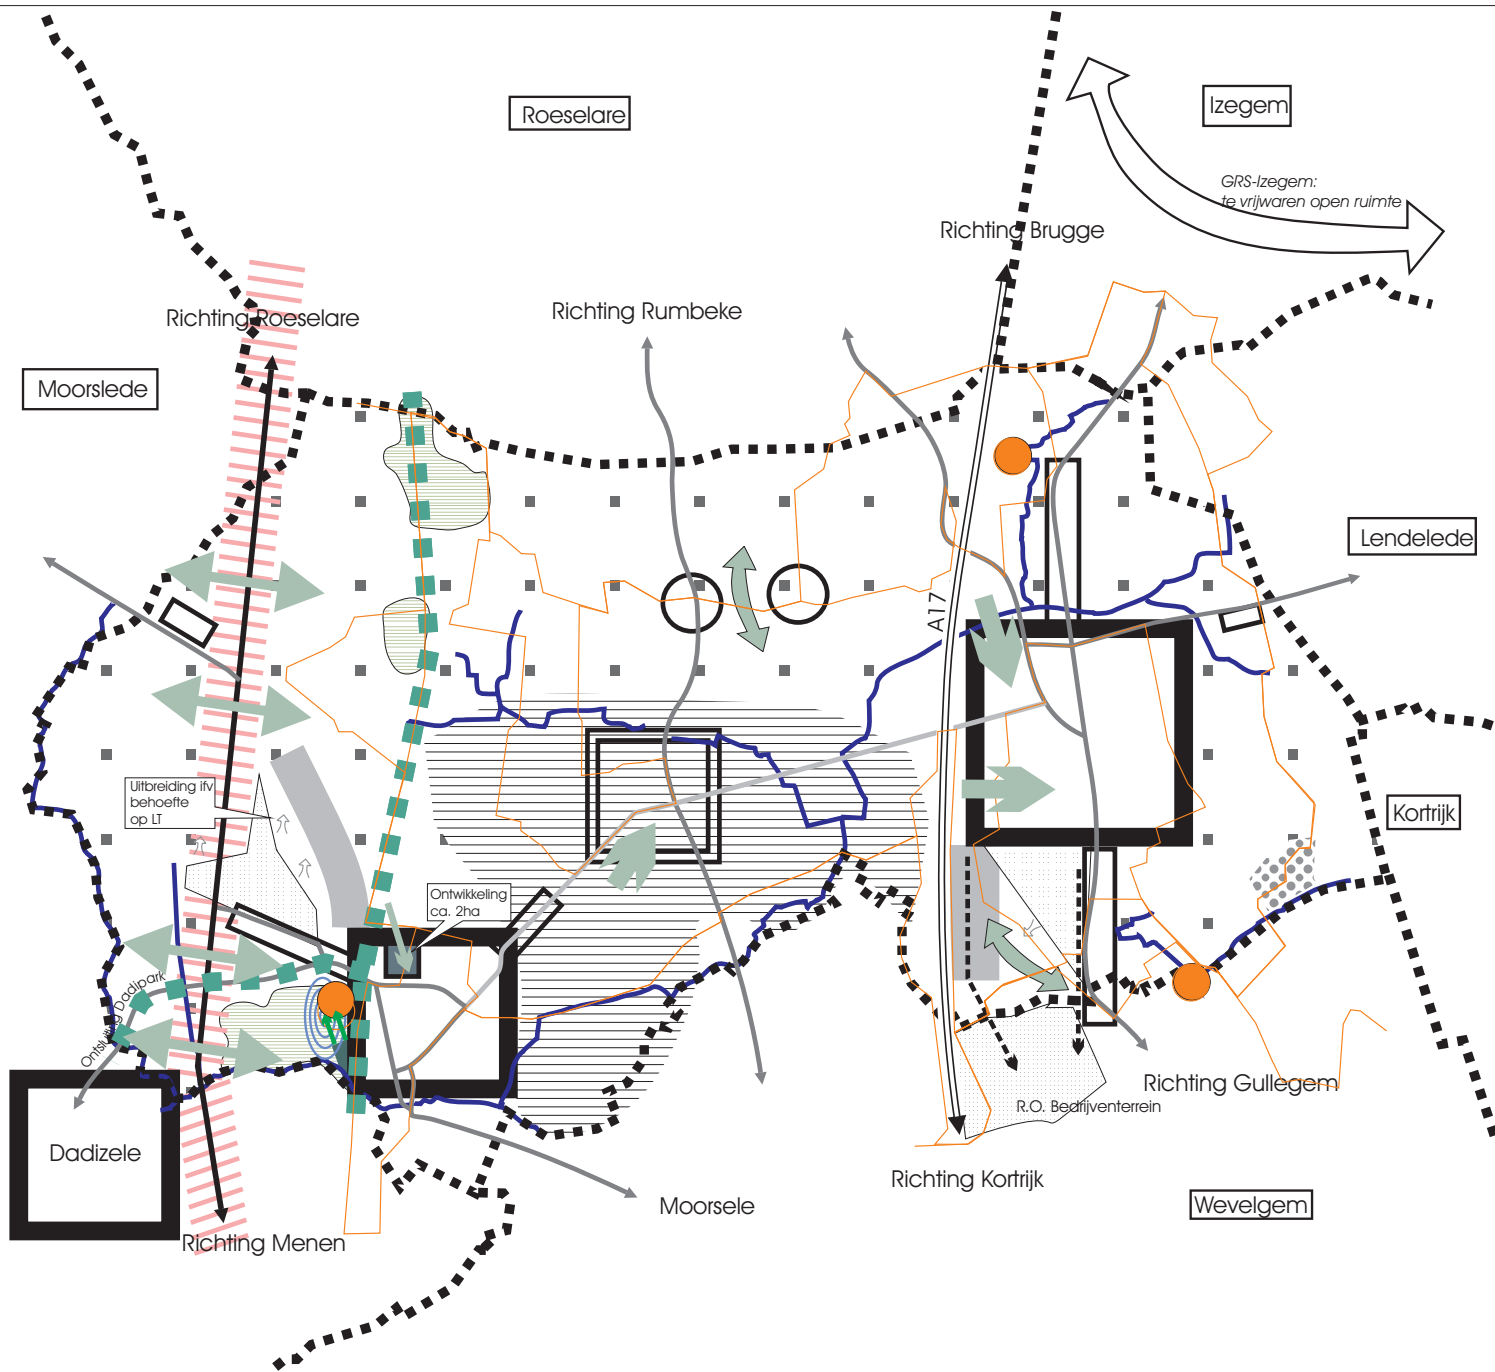 Roeselare
Izegem
GRS-Izegem:
te vrijwaren open ruimte
Richting Brugge
Richting Rumbeke
Richting Roeselare
Moorslede
Lendelede
A17
Uitbreiding ifv
behoefte
op LT
Kortrijk
Ontwikkeling
ca. 2ha
Ontsluiting Dadipark
Richting Gullegem
R.O. Bedrijventerrein
Dadizele
Richting Kortrijk
Moorsele
Wevelgem
Richting Menen